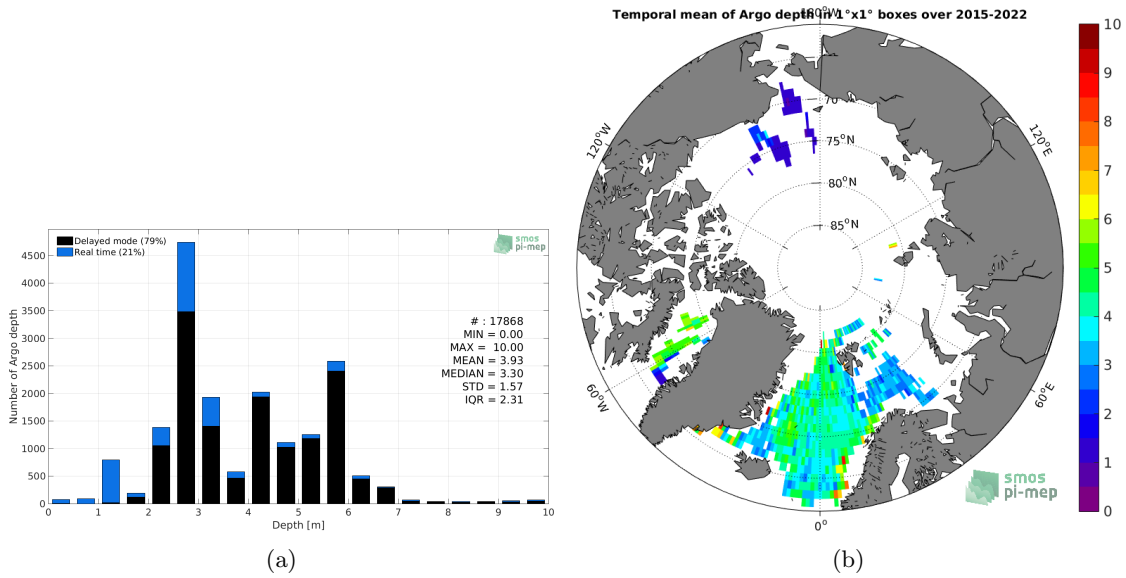 Temporal mean of Argo depth in 1°x1° boxes over 2015-2022
180°W
120°W
120°E
60°W
60°E
0°
70
75°N
80°N
85°N
10
9
8
7
6
5
4
3
2
1
0
smos
pi-mep
Delayed mode (79%)
Real time (21%)
smos
pi-mep
# : 17868
MIN = 0.00
MAX = 10.00
MEAN = 3.93
MEDIAN = 3.30
STD = 1.57
IQR = 2.31
Number of Argo depth
4500
4000
3500
3000
2500
2000
1500
1000
500
0
0 1 2 3 4 5 6 7 8 9 10
Depth [m]
(a)
(b)